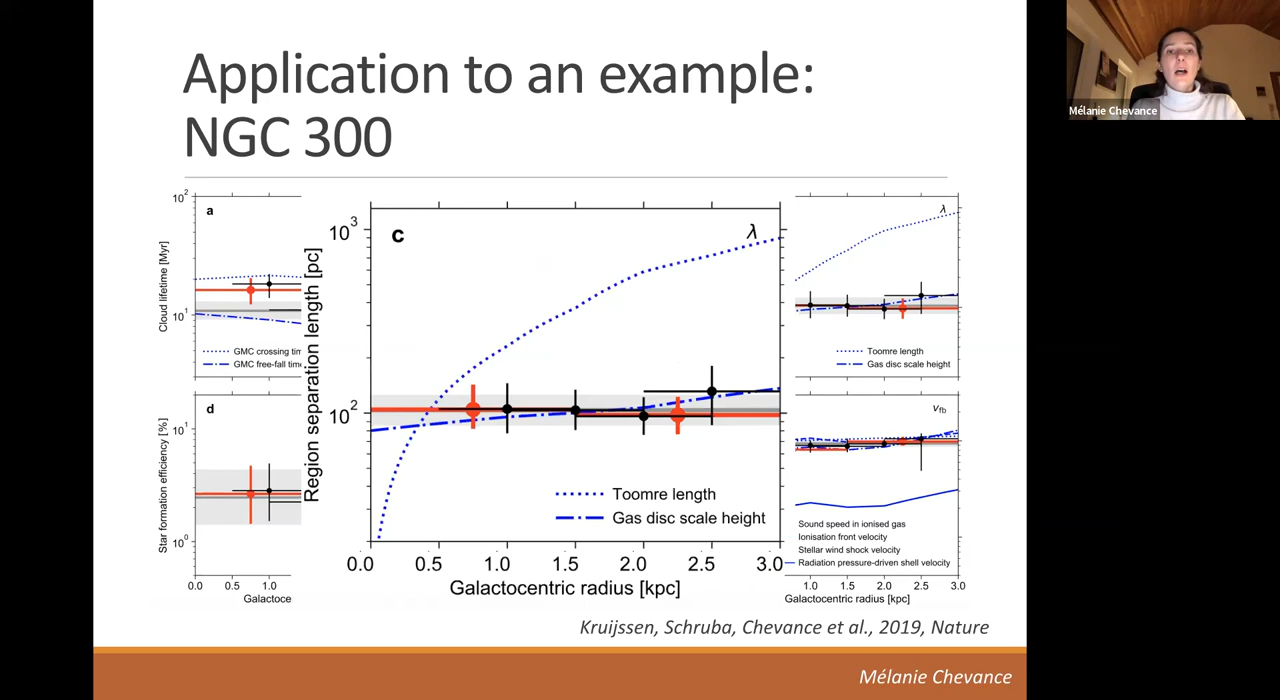 Application to an example:
NGC 300
Mélanie Chevance
a
10²
10¹
Cloud lifetime [Myr]
GMC crossing tim
GMC free-fall time
d
10¹
10⁰
Star formation efficiency [%]
0.0 0.5 1.0
Galactoce
c
λ
10³
10²
Region separation length [pc]
Toomre length
Gas disc scale height
0.0 0.5 1.0 1.5 2.0 2.5 3.0
Galactocentric radius [kpc]
λ
Toomre length
Gas disc scale height
vfb
Sound speed in ionised gas
Ionisation front velocity
Stellar wind shock velocity
Radiation pressure-driven shell velocity
1.0 1.5 2.0 2.5 3.0
Galactocentric radius [kpc]
Kruijssen, Schruba, Chevance et al., 2019, Nature
Mélanie Chevance